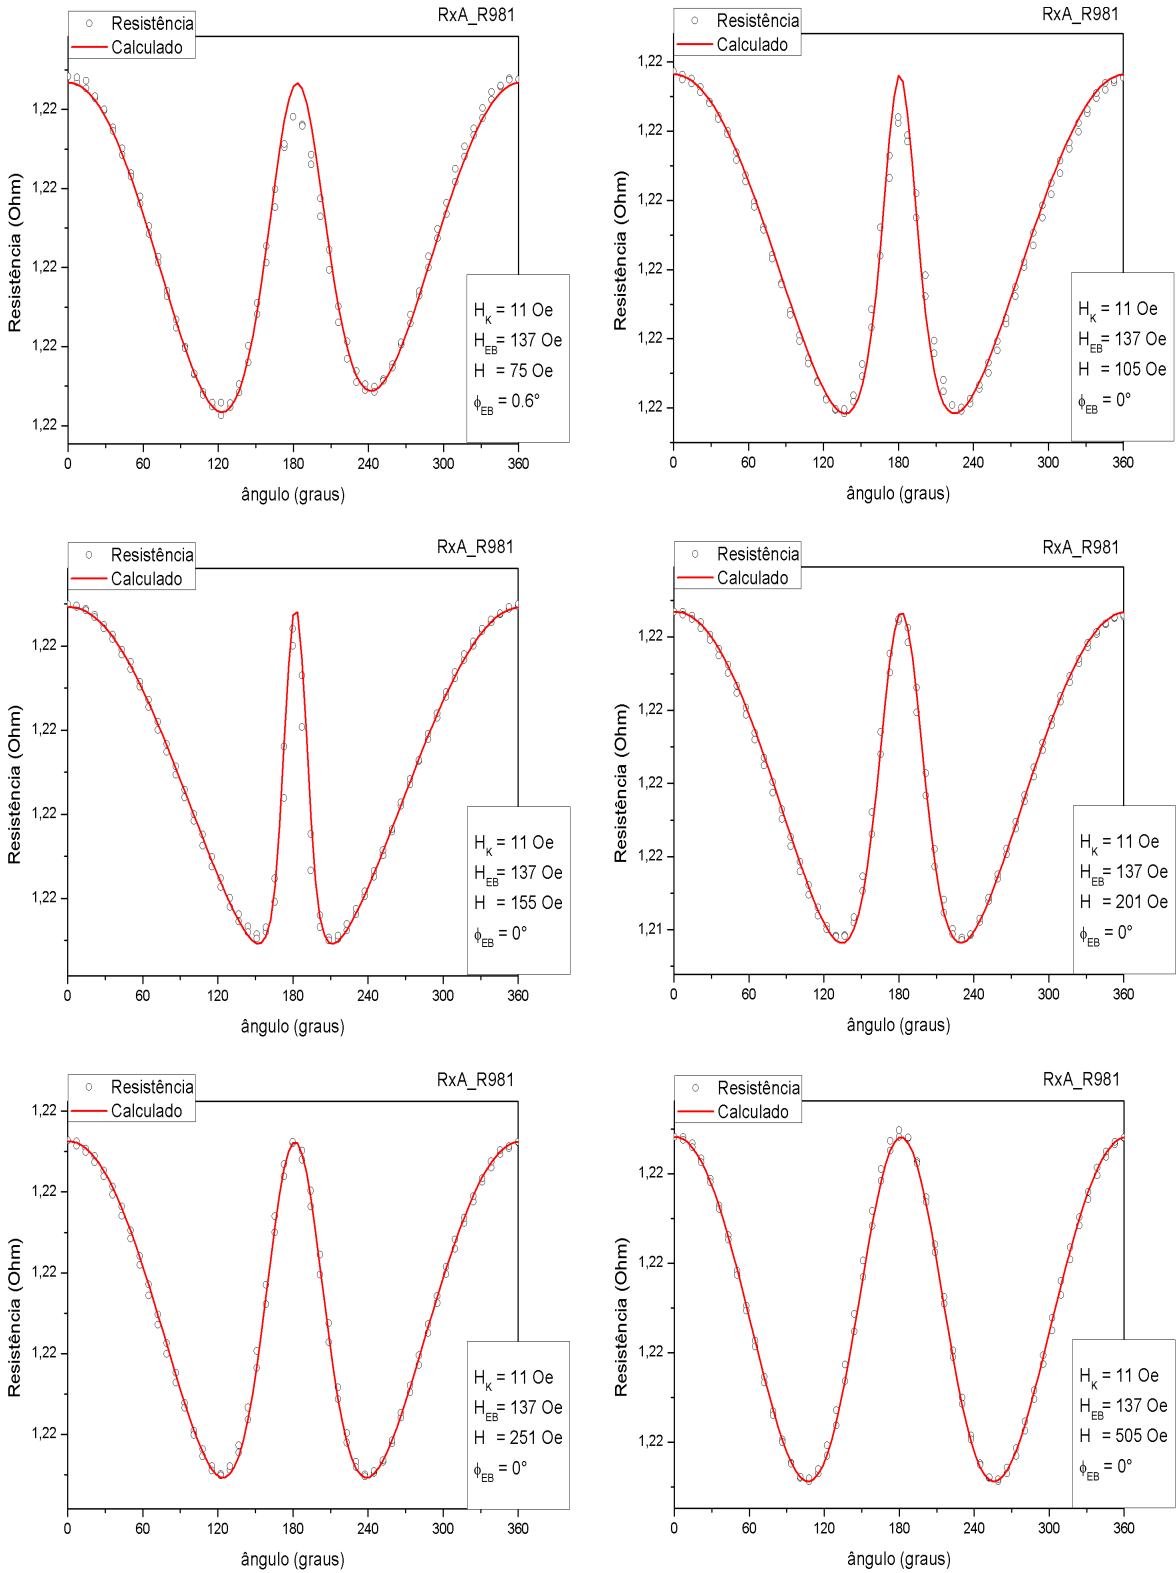 RxA_R981
Resistência
Calculado
1,22
1,22
1,22
1,22
1,22
Resistência (Ohm)
H_K = 11 Oe
H_EB = 137 Oe
H = 75 Oe
ϕ_EB = 0.6°
0 60 120 180 240 300 360
ângulo (graus)
RxA_R981
Resistência
Calculado
1,22
1,22
1,22
1,22
1,22
1,22
Resistência (Ohm)
H_K = 11 Oe
H_EB = 137 Oe
H = 105 Oe
ϕ_EB = 0°
0 60 120 180 240 300 360
ângulo (graus)
RxA_R981
Resistência
Calculado
1,22
1,22
1,22
1,22
Resistência (Ohm)
H_K = 11 Oe
H_EB = 137 Oe
H = 155 Oe
ϕ_EB = 0°
0 60 120 180 240 300 360
ângulo (graus)
RxA_R981
Resistência
Calculado
1,22
1,22
1,22
1,22
1,21
Resistência (Ohm)
H_K = 11 Oe
H_EB = 137 Oe
H = 201 Oe
ϕ_EB = 0°
0 60 120 180 240 300 360
ângulo (graus)
RxA_R981
Resistência
Calculado
1,22
1,22
1,22
1,22
1,22
Resistência (Ohm)
H_K = 11 Oe
H_EB = 137 Oe
H = 251 Oe
ϕ_EB = 0°
0 60 120 180 240 300 360
ângulo (graus)
RxA_R981
Resistência
Calculado
1,22
1,22
1,22
1,22
Resistência (Ohm)
H_K = 11 Oe
H_EB = 137 Oe
H = 505 Oe
ϕ_EB = 0°
0 60 120 180 240 300 360
ângulo (graus)